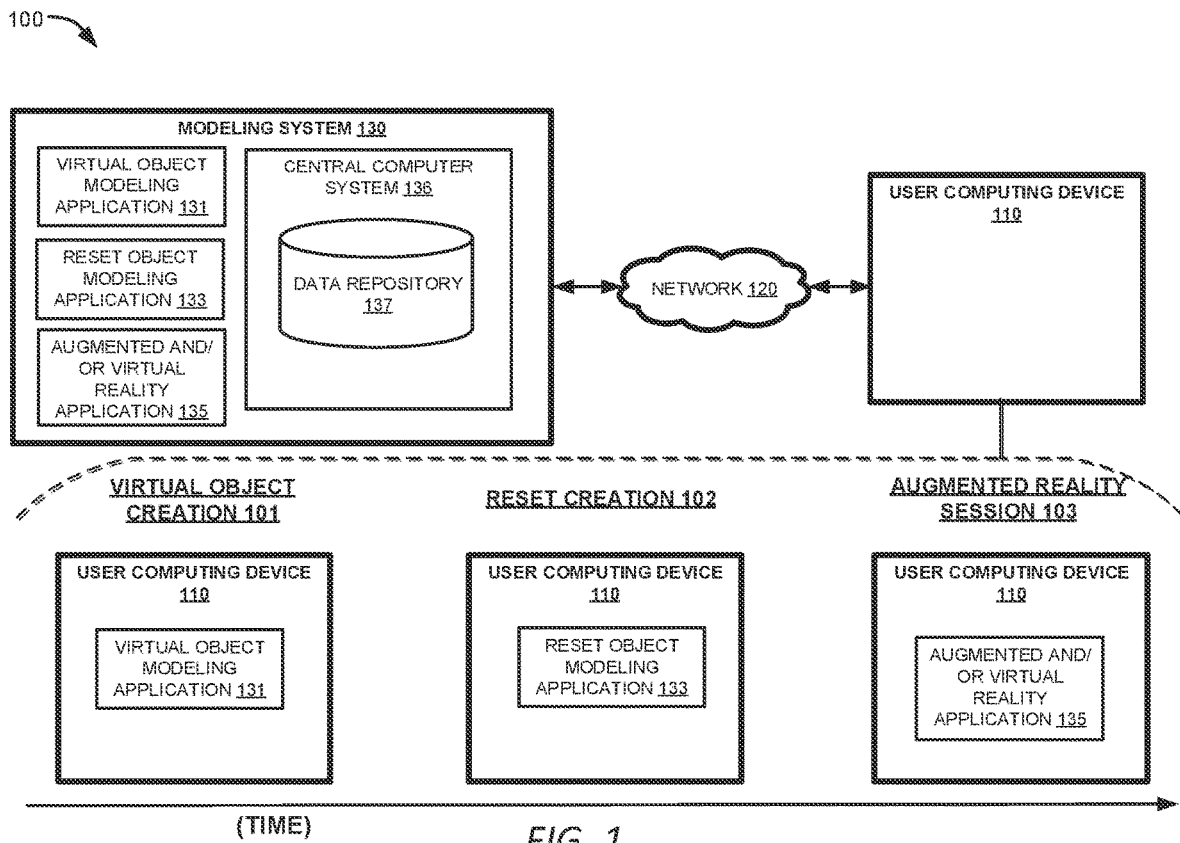 100
MODELING SYSTEM 130
VIRTUAL OBJECT
MODELING
APPLICATION 131
RESET OBJECT
MODELING
APPLICATION 133
AUGMENTED AND/
OR VIRTUAL
REALITY
APPLICATION 135
CENTRAL COMPUTER
SYSTEM 136
DATA REPOSITORY
137
NETWORK 120
USER COMPUTING DEVICE
110
VIRTUAL OBJECT
CREATION 101
RESET CREATION 102
AUGMENTED REALITY
SESSION 103
USER COMPUTING DEVICE
110
VIRTUAL OBJECT
MODELING
APPLICATION 131
USER COMPUTING DEVICE
110
RESET OBJECT
MODELING
APPLICATION 133
USER COMPUTING DEVICE
110
AUGMENTED AND/
OR VIRTUAL
REALITY
APPLICATION 135
(TIME)
FIG. 1